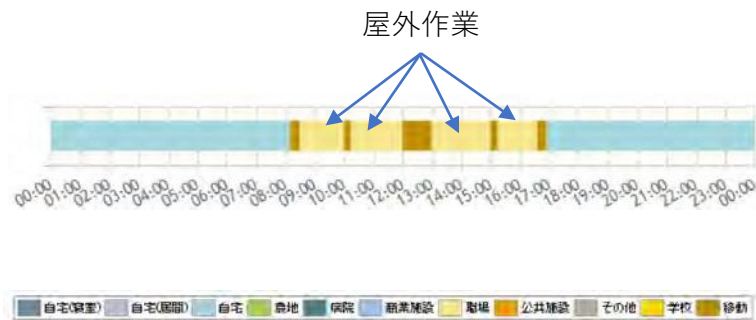 屋外作業
00:00 01:00 02:00 03:00 04:00 05:00 06:00 07:00 08:00 09:00 10:00 11:00 12:00 13:00 14:00 15:00 16:00 17:00 18:00 19:00 20:00 21:00 22:00 23:00 00:00
自宅(寝室) 自宅(居間) 自宅 農地 病院 商業施設 職場 公共施設 その他 学校 移動